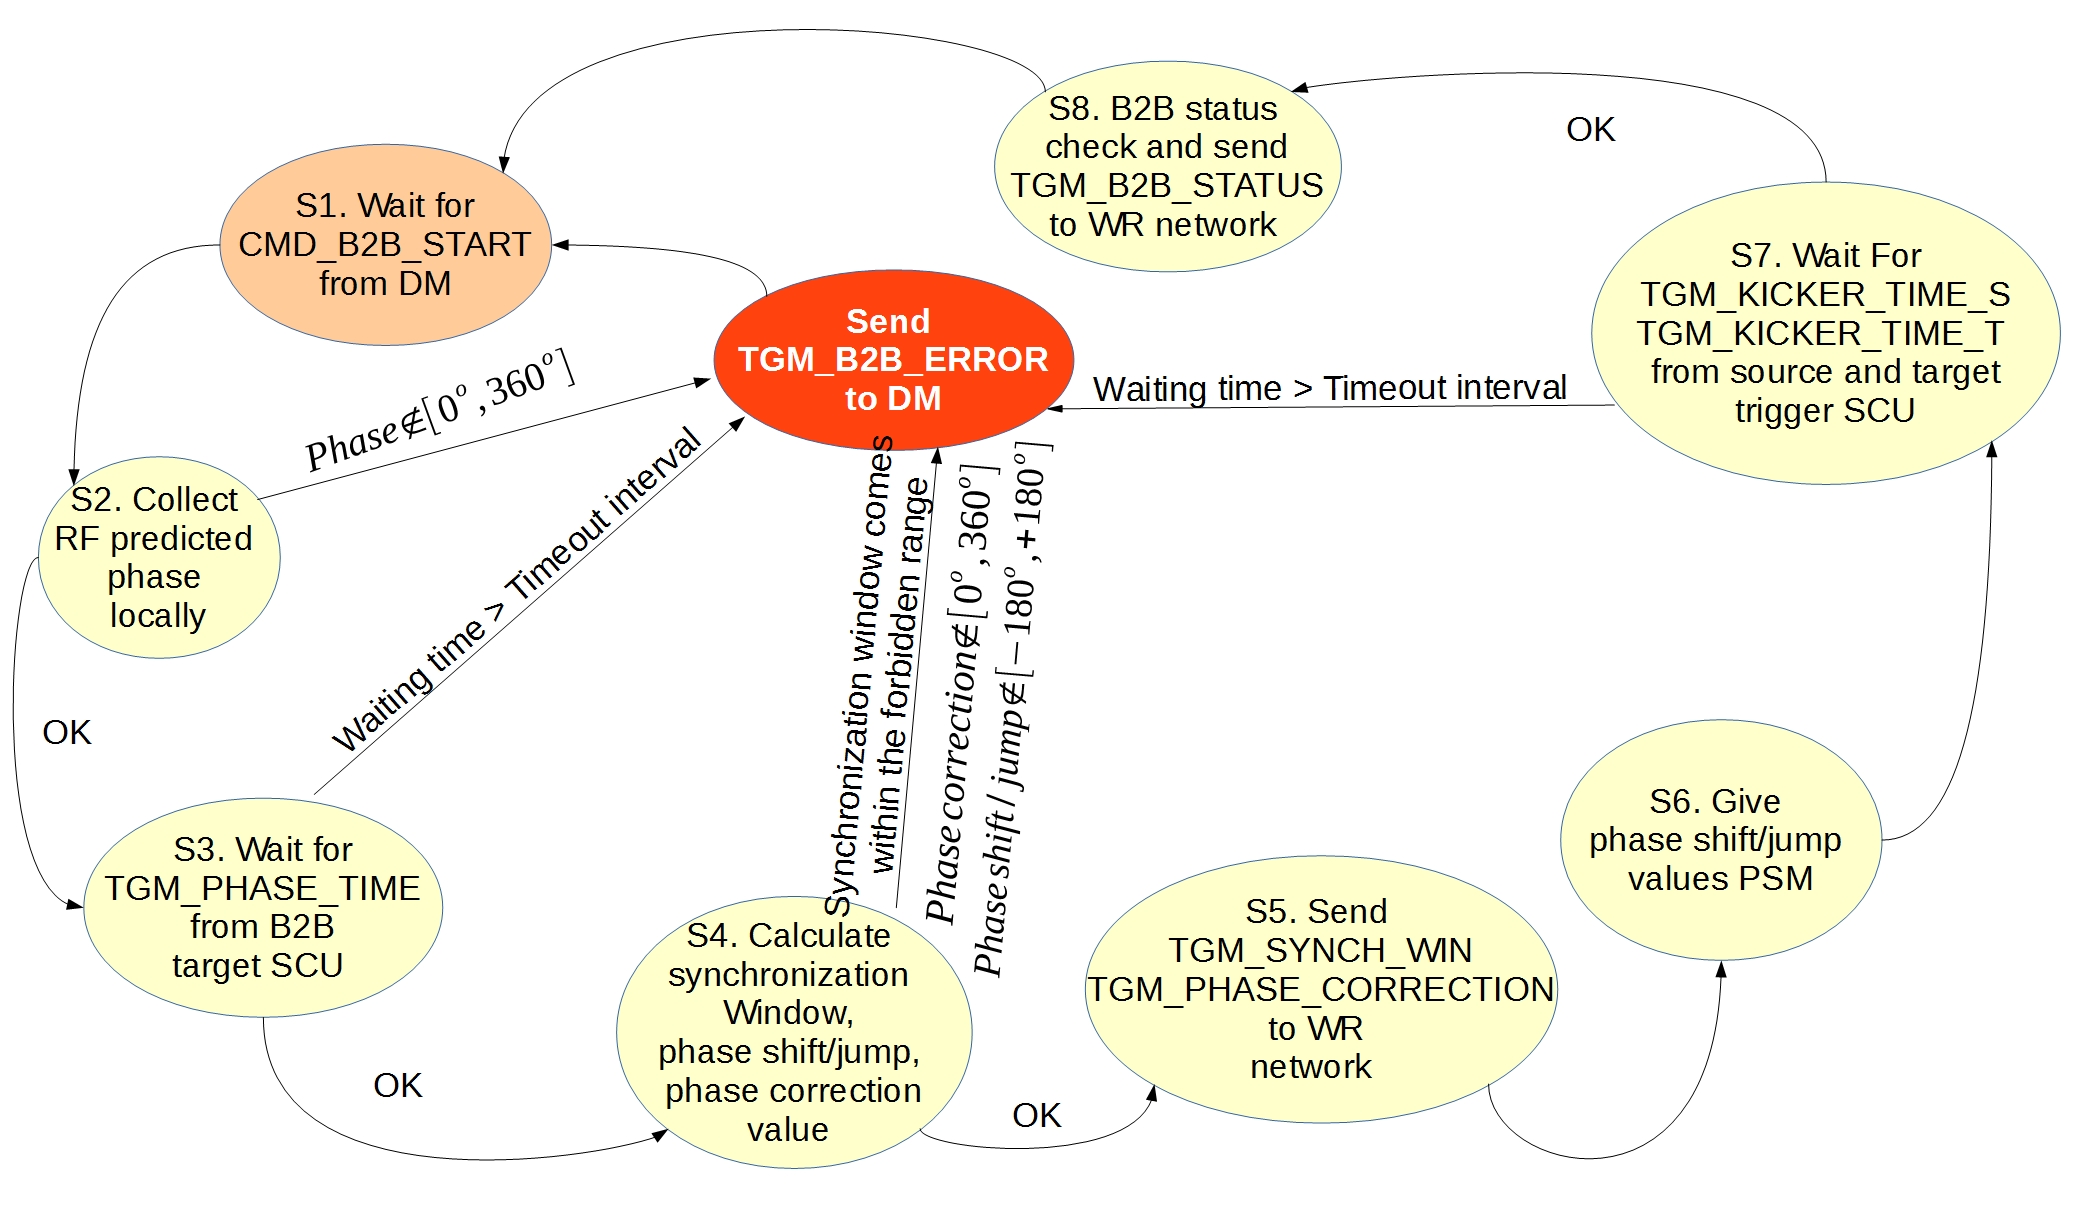 S8. B2B status
check and send
TGM_B2B_STATUS
to WR network
OK
S1. Wait for
CMD_B2B_START
from DM
S7. Wait For
TGM_KICKER_TIME_S
TGM_KICKER_TIME_T
from source and target
trigger SCU
Send
TGM_B2B_ERROR
to DM
Phase∉[0°,360°]
Waiting time > Timeout interval
S2. Collect
RF predicted
phase
locally
Waiting time > Timeout interval
Synchronization window comes
within the forbidden range
Phase correction∉[0°,360°]
Phase shift/jump∉[−180°,+180°]
OK
S3. Wait for
TGM_PHASE_TIME
from B2B
target SCU
S6. Give
phase shift/jump
values PSM
S4. Calculate
synchronization
Window,
phase shift/jump,
phase correction
value
S5. Send
TGM_SYNCH_WIN
TGM_PHASE_CORRECTION
to WR
network
OK
OK